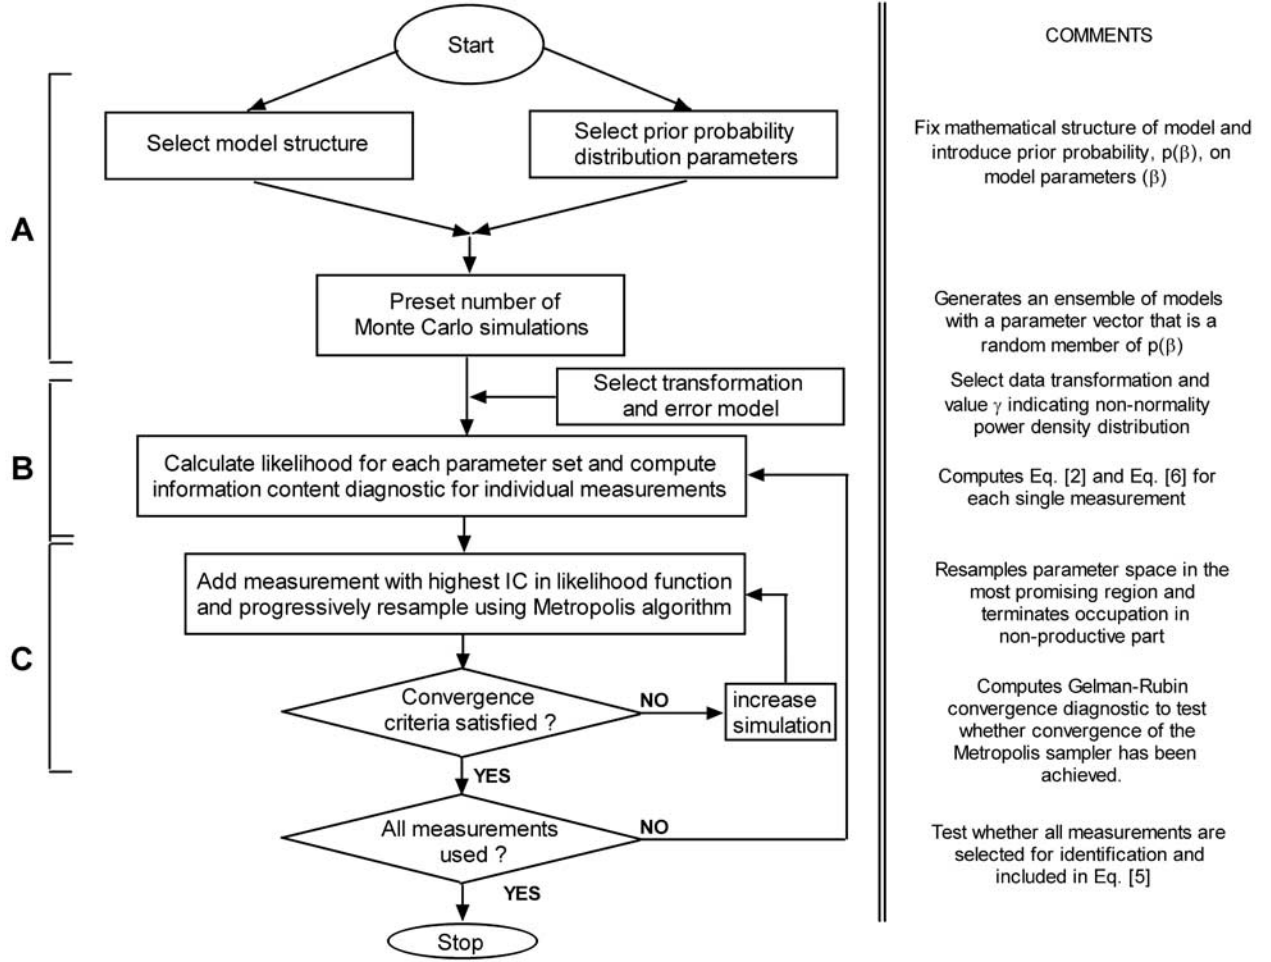 Start
COMMENTS
Select model structure
Select prior probability
distribution parameters
Fix mathematical structure of model and
introduce prior probability, p(β), on
model parameters (β)
A
Preset number of
Monte Carlo simulations
Generates an ensemble of models
with a parameter vector that is a
random member of p(β)
Select transformation
and error model
Select data transformation and
value γ indicating non-normality
power density distribution
B
Calculate likelihood for each parameter set and compute
information content diagnostic for individual measurements
Computes Eq. [2] and Eq. [6] for
each single measurement
Add measurement with highest IC in likelihood function
and progressively resample using Metropolis algorithm
Resamples parameter space in the
most promising region and
terminates occupation in
non-productive part
C
Convergence
criteria satisfied ?
NO
increase
simulation
Computes Gelman-Rubin
convergence diagnostic to test
whether convergence of the
Metropolis sampler has been
achieved.
YES
All measurements
used ?
NO
Test whether all measurements are
selected for identification and
included in Eq. [5]
YES
Stop